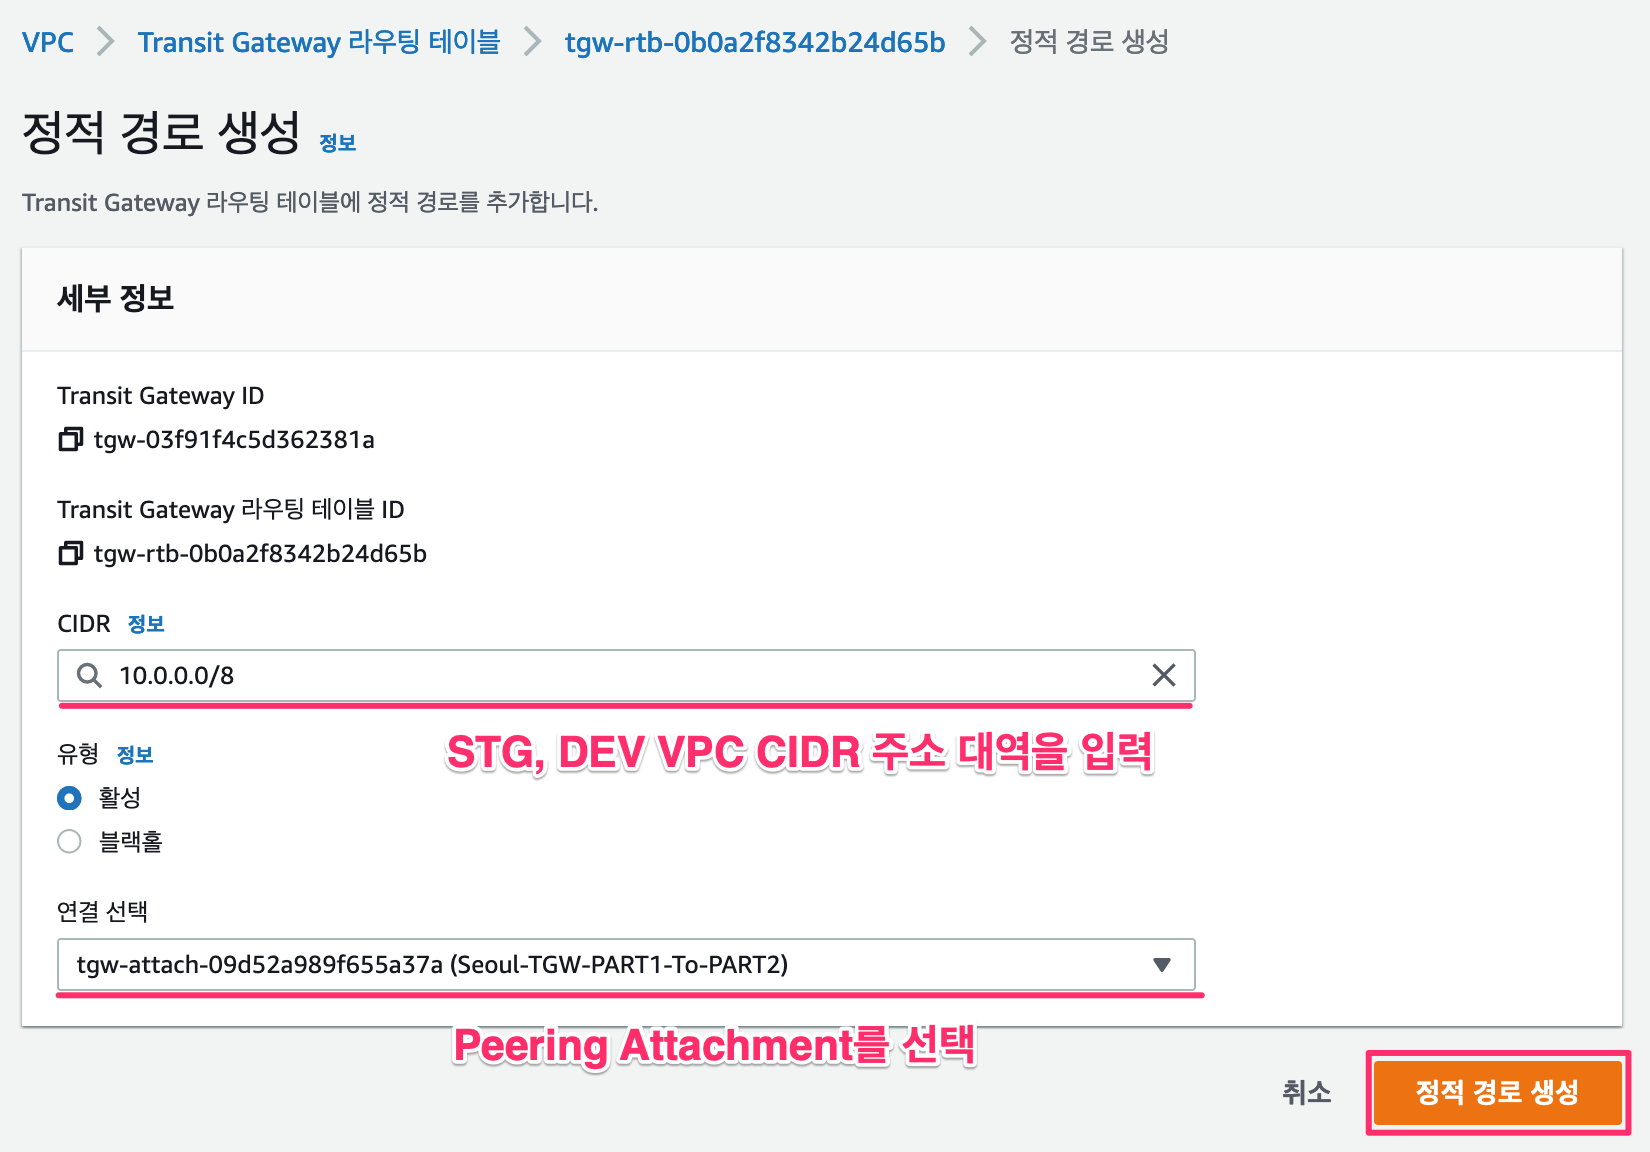 VPC > Transit Gateway 라우팅 테이블 > tgw-rtb-0b0a2f8342b24d65b > 정적 경로 생성
정적 경로 생성 정보
Transit Gateway 라우팅 테이블에 정적 경로를 추가합니다.
세부 정보
Transit Gateway ID
tgw-03f91f4c5d362381a
Transit Gateway 라우팅 테이블 ID
tgw-rtb-0b0a2f8342b24d65b
CIDR 정보
10.0.0.0/8
STG, DEV VPC CIDR 주소 대역을 입력
유형 정보
활성
블랙홀
연결 선택
tgw-attach-09d52a989f655a37a (Seoul-TGW-PART1-To-PART2)
Peering Attachment를 선택
취소 정적 경로 생성